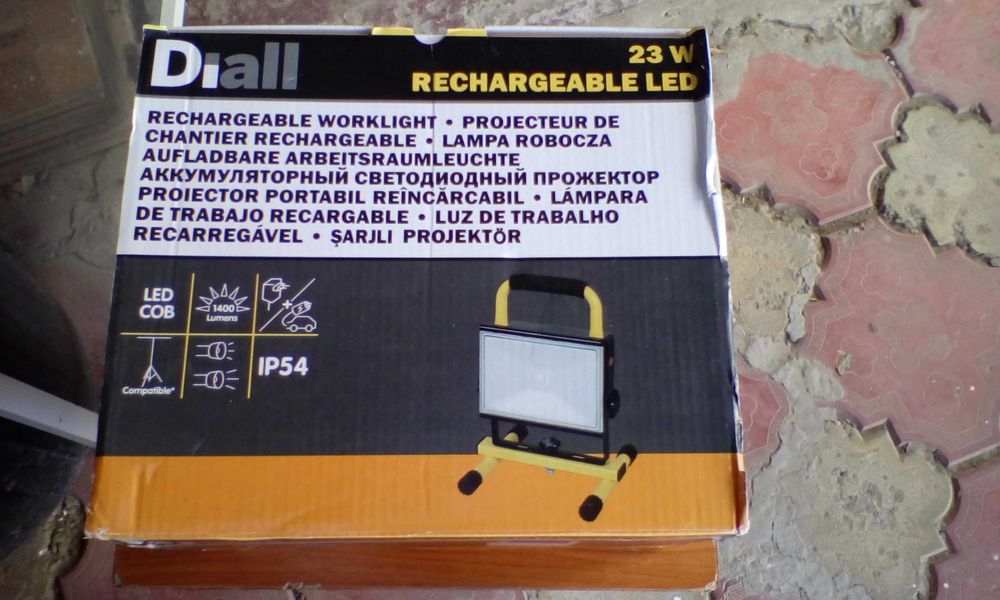 Diall
23 W
RECHARGEABLE LED
RECHARGEABLE WORKLIGHT • PROJECTEUR DE
CHANTIER RECHARGEABLE • LAMPA ROBOCZA
AUFLADBARE ARBEITSRAUMLEUCHTE
АККУМУЛЯТОРНЫЙ СВЕТОДИОДНЫЙ ПРОЖЕКТОР
PROIECTOR PORTABIL REÎNCĂRCABIL • LÁMPARA
DE TRABAJO RECARGABLE • LUZ DE TRABALHO
RECARREGÁVEL • ŞARJLI PROJEKTÖR
LED
COB
1400
Lumens
Compatible*
IP54